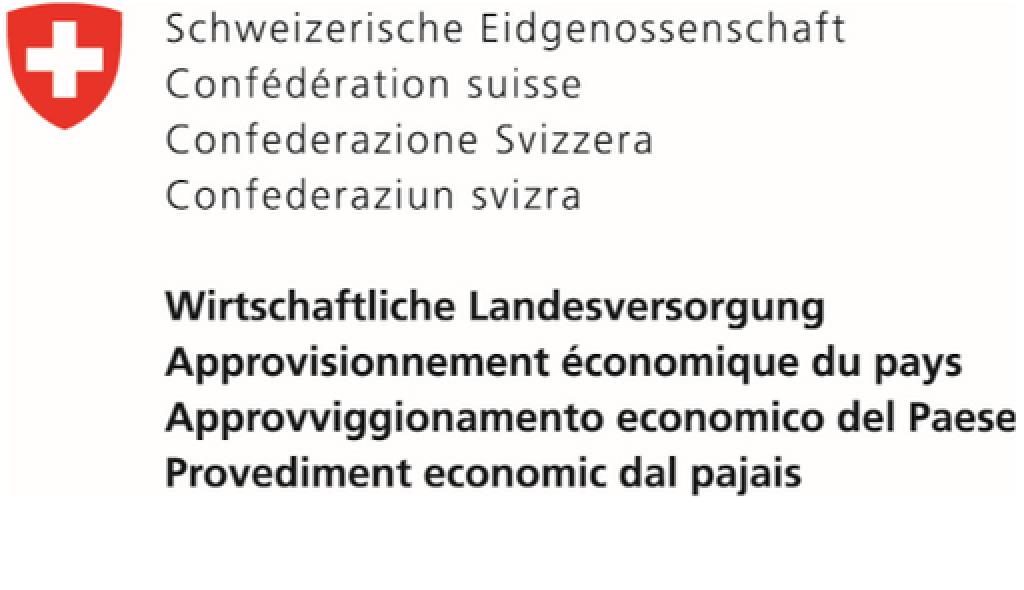 Schweizerische Eidgenossenschaft
Confédération suisse
Confederazione Svizzera
Confederaziun svizra
Wirtschaftliche Landesversorgung
Approvisionnement économique du pays
Approvviggionamento economico del Paese
Provediment economic dal pajais